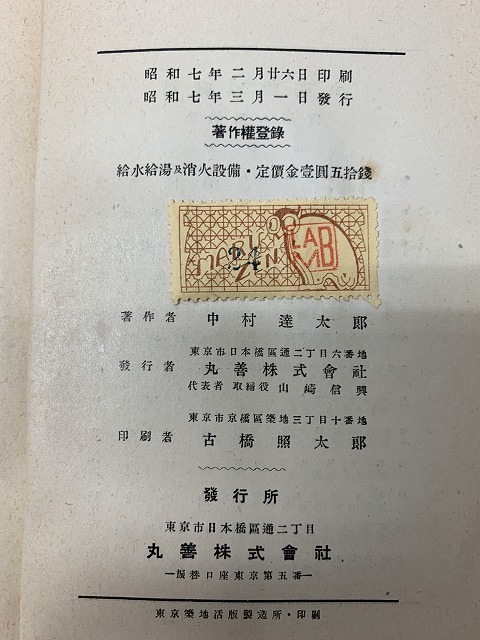 昭和七年二月廿六日印刷
昭和七年三月一日發行
著作權登錄
給水給湯及消火設備・定價金壹圓五拾錢
24
LAB
著作者 中村達太郎
東京市日本橋區通二丁目六番地
發行者 丸善株式會社
代表者 取締役 山崎信興
東京市京橋區築地三丁目十番地
印刷者 古橋照太郎
發行所
東京市日本橋區通二丁目
丸善株式會社
—振替口座東京第五番—
東京築地活版製造所・印刷